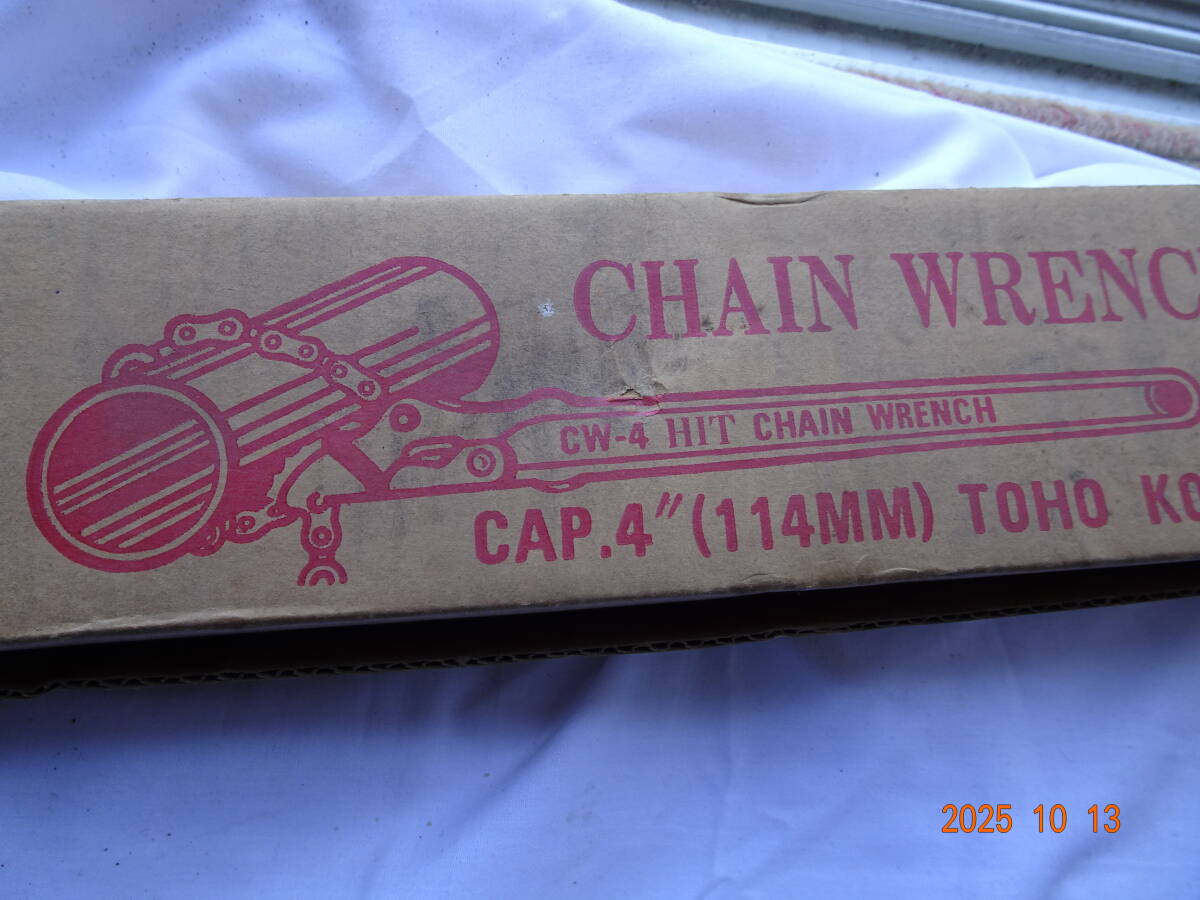 CHAIN WRENC
CW-4 HIT CHAIN WRENCH
CAP.4″(114MM) TOHO KO
2025 10 13